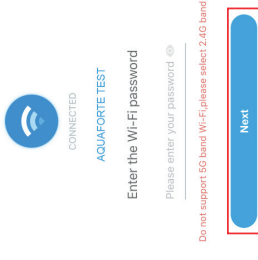 CONNECTED
AQUAFORTE TEST
Enter the Wi-Fi password
Please enter your password
Do not support 5G band Wi-Fi,please select 2.4G band
Next